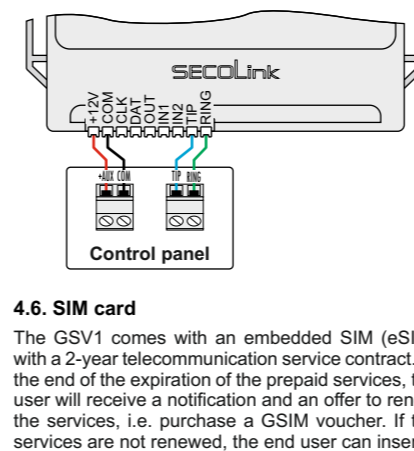 SECOLink
+12V COM CLK DAT OUT IN1 IN2 TIP RING
+AUX COM TIP RING
Control panel
4.6. SIM card
The GSV1 comes with an embedded SIM
with a 2-year telecommunication service contract.
the end of the expiration of the prepaid services,
user will receive a notification and an offer to
the services, i.e. purchase a GSIM voucher. If
services are not renewed, the end user can